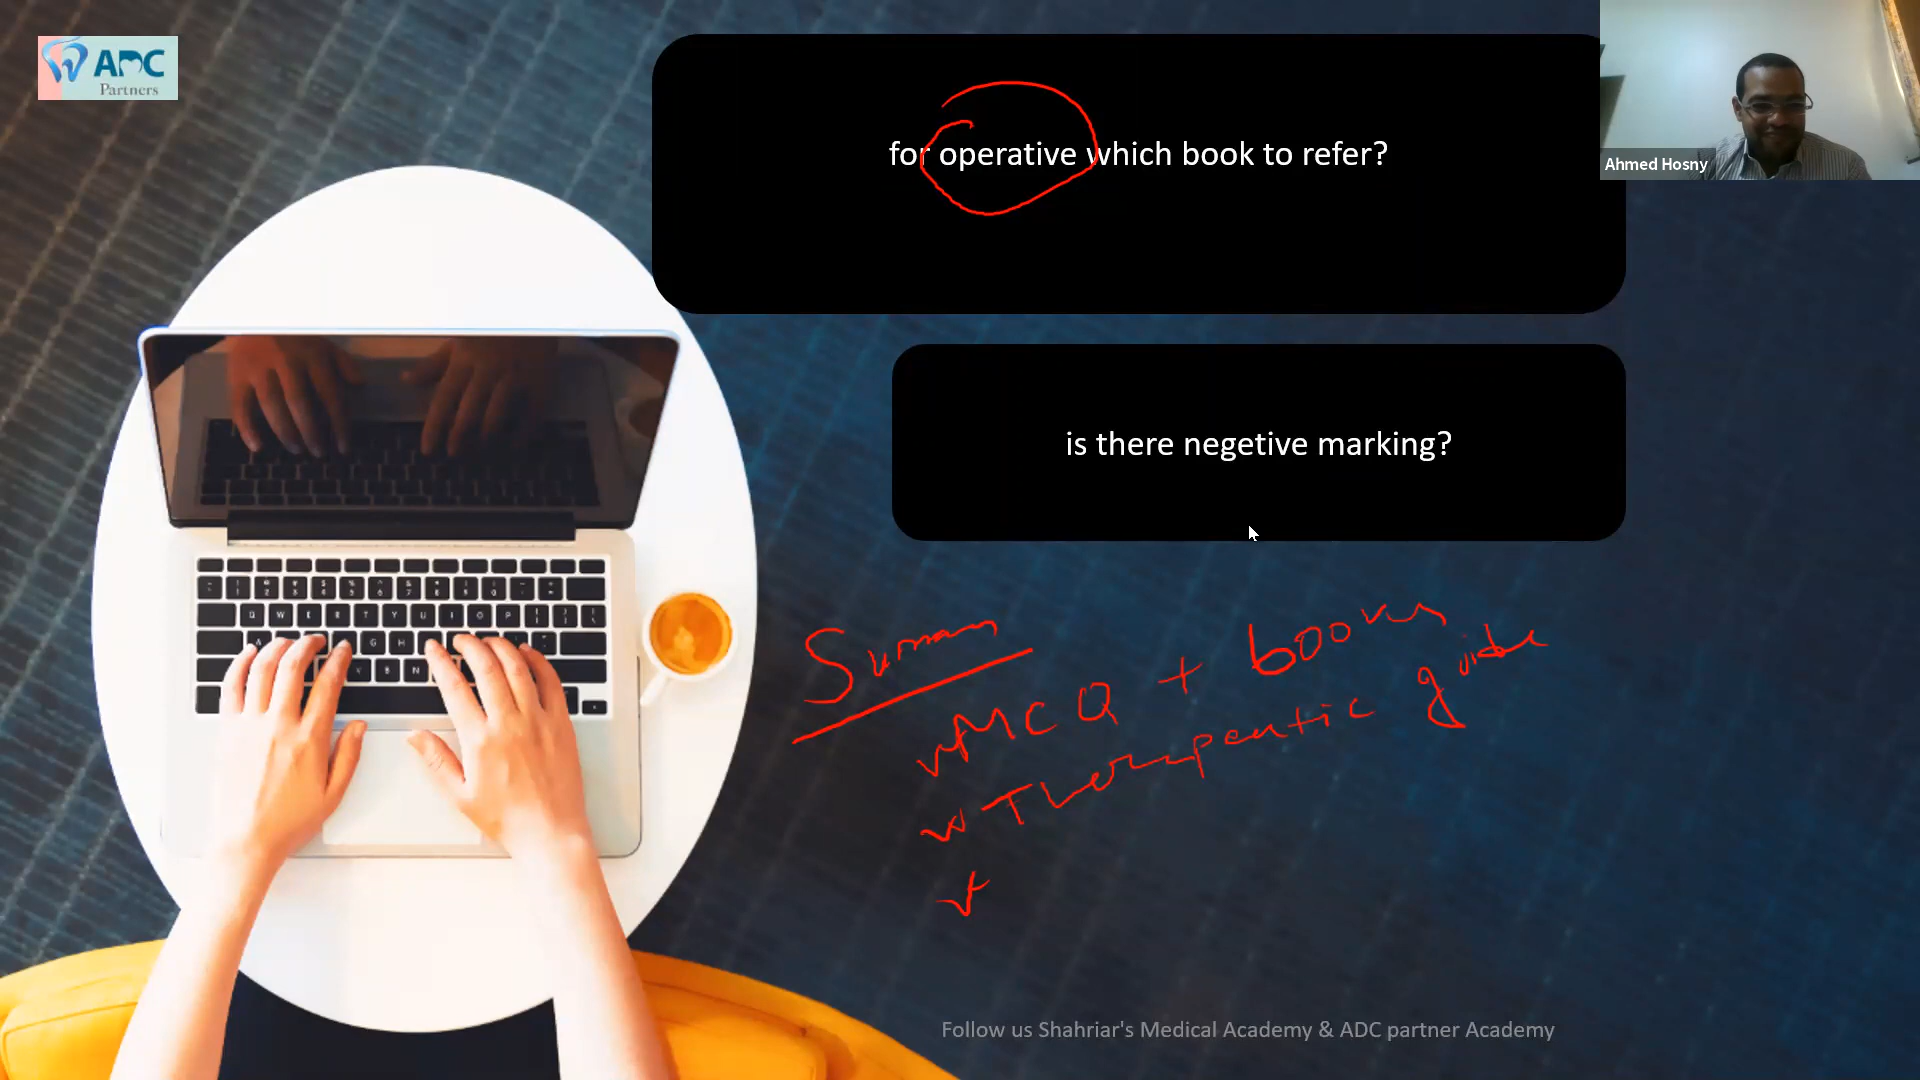 ADC
Partners
for operative which book to refer?
Ahmed Hosny
is there negetive marking?
Summary
MCQ + books
Therapeutic guide
Follow us Shahriar's Medical Academy & ADC partner Academy